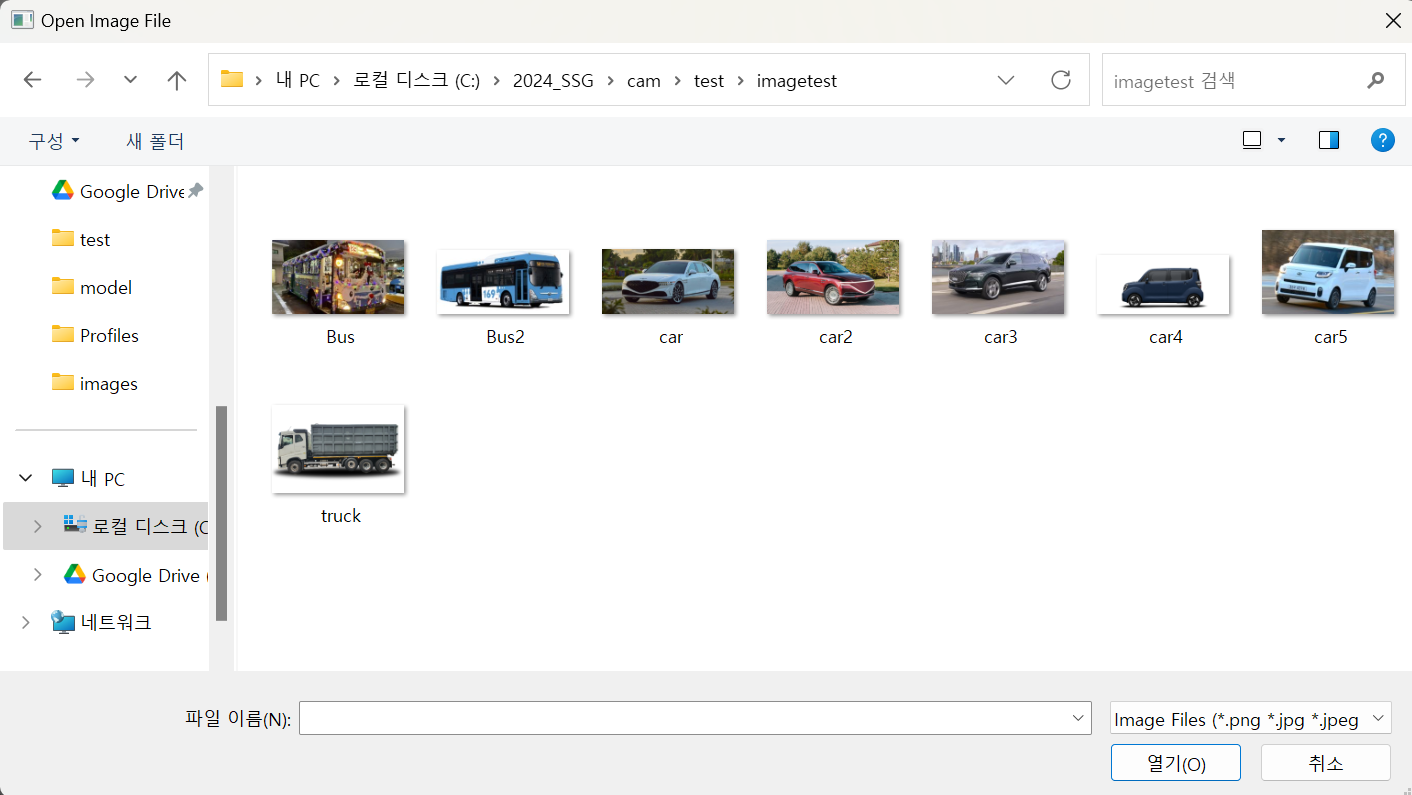 Open Image File
내 PC > 로컬 디스크 (C:) > 2024_SSG > cam > test > imagetest
imagetest 검색
구성
새 폴더
Google Drive
test
model
Profiles
images
내 PC
로컬 디스크 (C
Google Drive (
네트워크
Bus
Bus2
car
car2
car3
car4
car5
truck
파일 이름(N):
Image Files (*.png *.jpg *.jpeg
열기(O)
취소